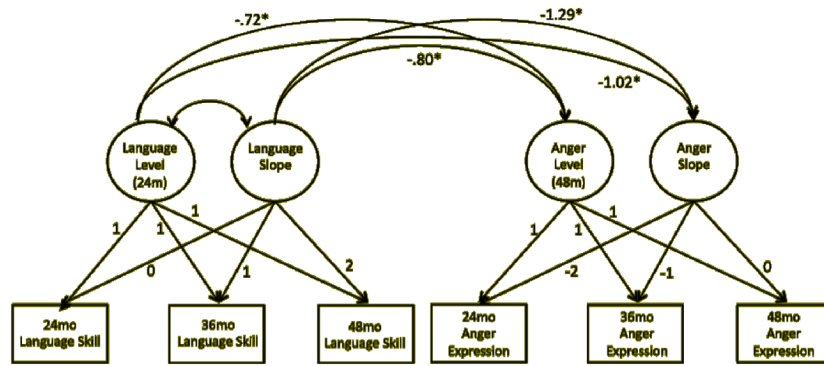 -.72*
-1.29*
-.80*
-1.02*
Language
Level
(24m)
Language
Slope
Anger
Level
(48m)
Anger
Slope
1
1
1
0
1
2
1
1
1
-2
-1
0
24mo
Language Skill
36mo
Language Skill
48mo
Language Skill
24mo
Anger
Expression
36mo
Anger
Expression
48mo
Anger
Expression